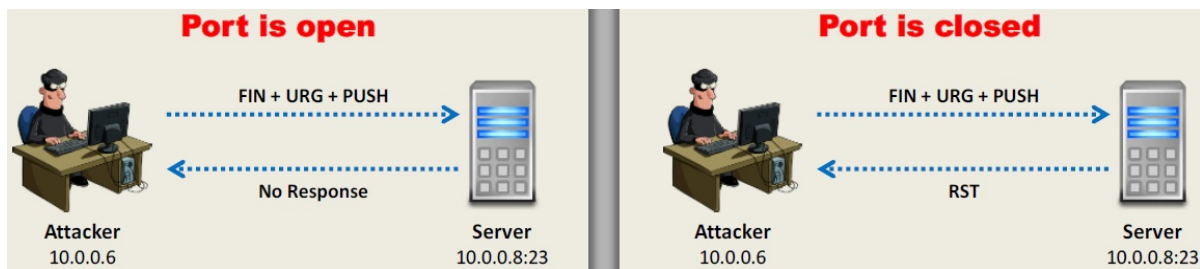 Port is open
FIN + URG + PUSH
No Response
Attacker
10.0.0.6
Server
10.0.0.8:23
Port is closed
FIN + URG + PUSH
RST
Attacker
10.0.0.6
Server
10.0.0.8:23